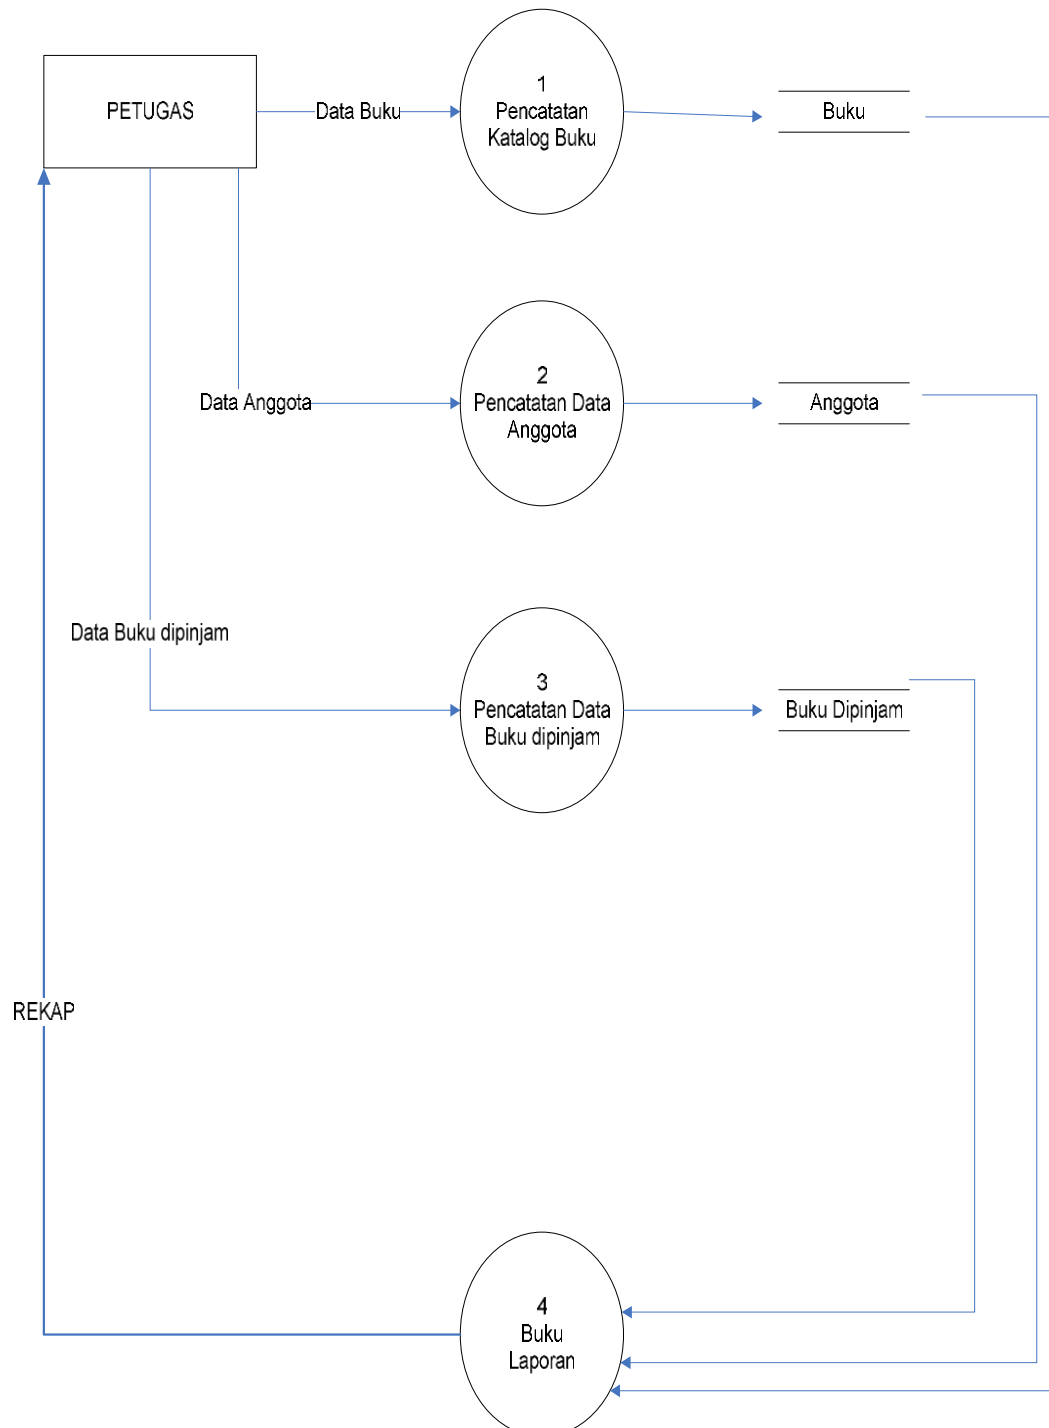 PETUGAS
Data Buku
1
Pencatatan
Katalog Buku
Buku
Data Anggota
2
Pencatatan Data
Anggota
Anggota
Data Buku dipinjam
3
Pencatatan Data
Buku dipinjam
Buku Dipinjam
REKAP
4
Buku
Laporan